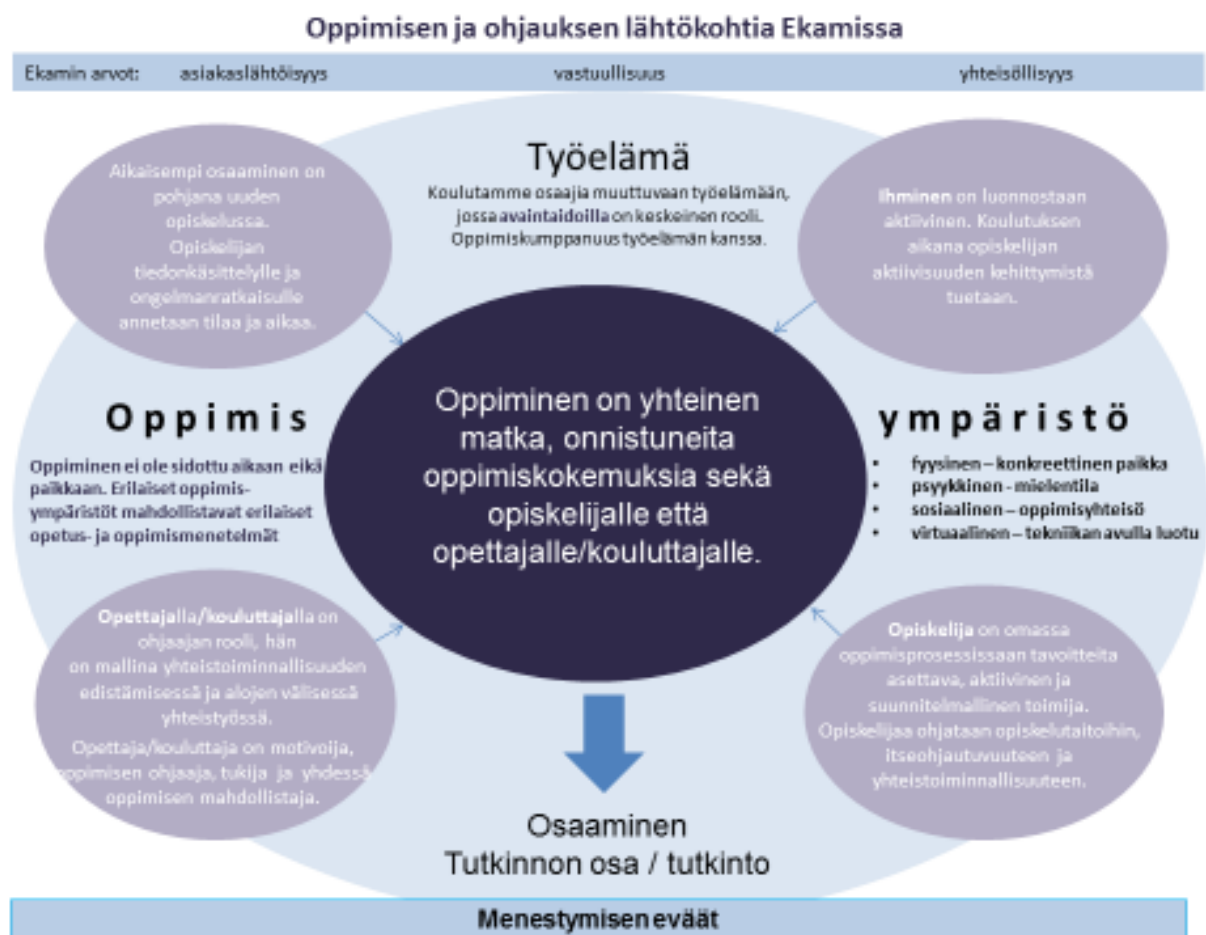 Oppimisen ja ohjauksen lähtökohtia Ekamissa
Ekamin arvot: asiakaslähtöisyys vastuullisuus yhteisöllisyys
Työelämä
Koulutamme osaajia muuttuvaan työelämään,
jossa avaintaidoilla on keskeinen rooli.
Oppimiskumppanuus työelämän kanssa.
Aikaisempi osaaminen on
pohjana uuden
opiskelussa.
Opiskelijan
tiedonkäsittelylle ja
ongelmanratkaisulle
annetaan tilaa ja aikaa.
Ihminen on luonnostaan
aktiivinen. Koulutuksen
aikana opiskelijan
aktiivisuuden kehittymistä
tuetaan.
Oppimis
Oppiminen ei ole sidottu aikaan eikä
paikkaan. Erilaiset oppimis-
ympäristöt mahdollistavat erilaiset
opetus- ja oppimismenetelmät
Oppiminen on yhteinen
matka, onnistuneita
oppimiskokemuksia sekä
opiskelijalle että
opettajalle/kouluttajalle.
ympäristö
• fyysinen – konkreettinen paikka
• psyykkinen - mielentila
• sosiaalinen – oppimisyhteisö
• virtuaalinen – tekniikan avulla luotu
Opettajalla/kouluttajalla on
ohjaajan rooli, hän
on mallina yhteistoiminnallisuuden
edistämisessä ja alojen välisessä
yhteistyössä.
Opettaja/kouluttaja on motivoija,
oppimisen ohjaaja, tukija ja yhdessä
oppimisen mahdollistaja.
Opiskelija on omassa
oppimisprosessissaan tavoitteita
asettava, aktiivinen ja
suunnitelmallinen toimija.
Opiskelijaa ohjataan opiskelutaitoihin,
itseohjautuvuuteen ja
yhteistoiminnallisuuteen.
Osaaminen
Tutkinnon osa / tutkinto
Menestymisen eväät